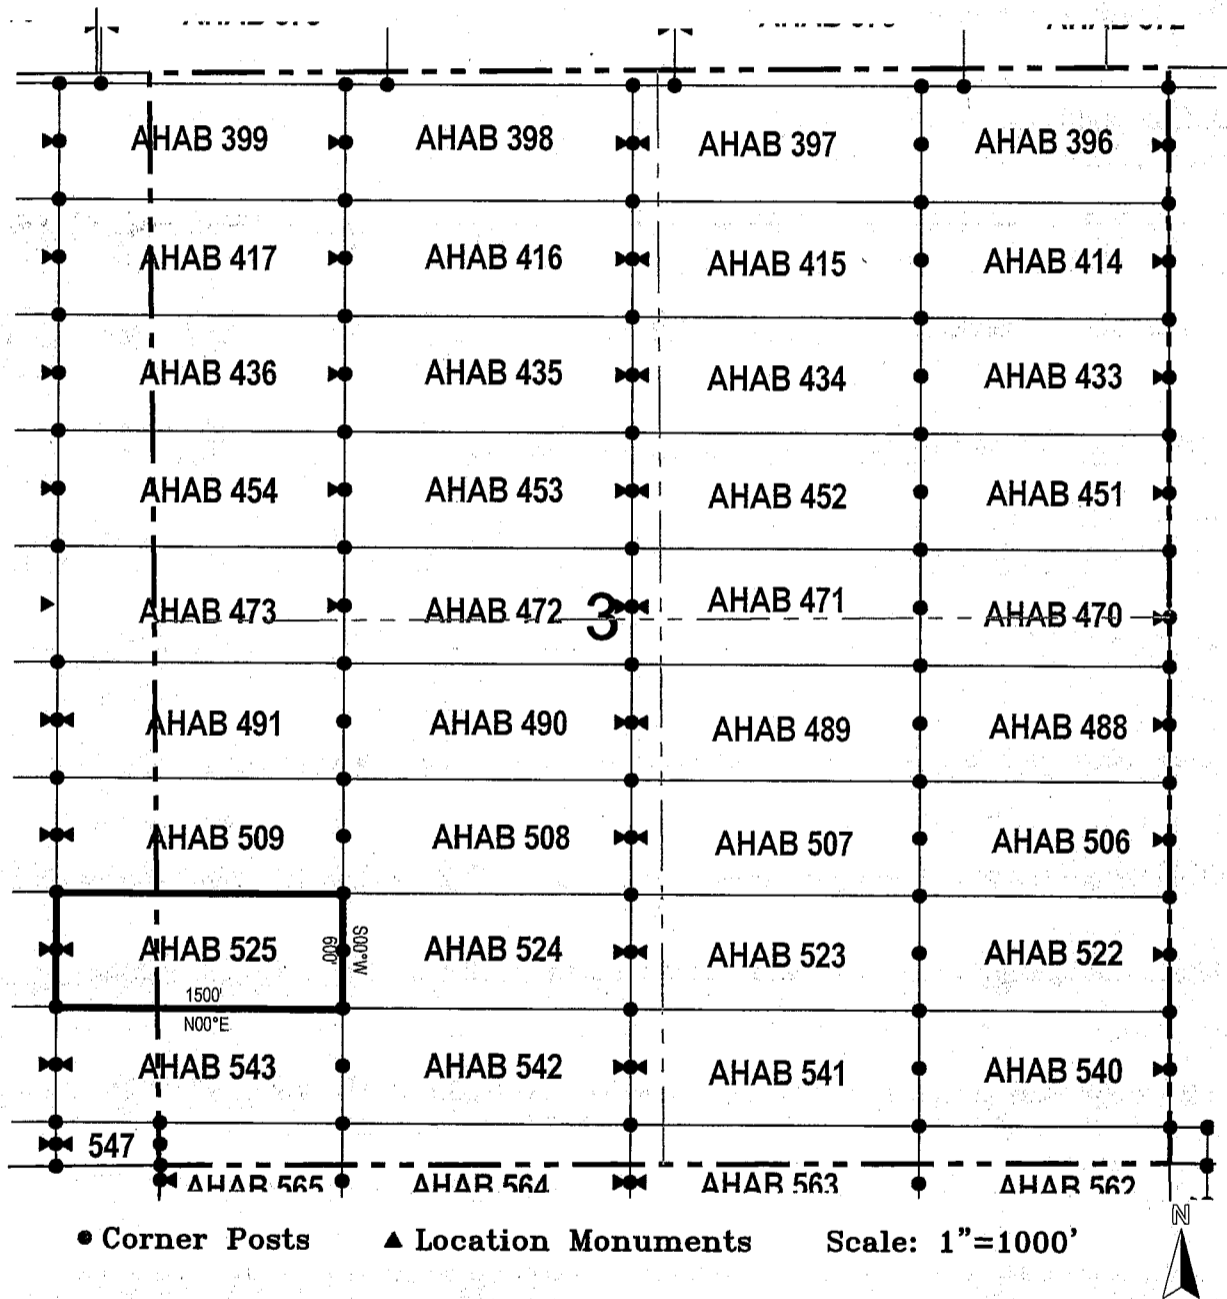 AHAB 399 AHAB 398 AHAB 397 AHAB 396
AHAB 417 AHAB 416 AHAB 415 AHAB 414
AHAB 436 AHAB 435 AHAB 434 AHAB 433
AHAB 454 AHAB 453 AHAB 452 AHAB 451
AHAB 473 AHAB 472 3 AHAB 471 AHAB 470
AHAB 491 AHAB 490 AHAB 489 AHAB 488
AHAB 509 AHAB 508 AHAB 507 AHAB 506
AHAB 525 600' S00°W AHAB 524 AHAB 523 AHAB 522
1500'
N00°E
AHAB 543 AHAB 542 AHAB 541 AHAB 540
547
AHAB 565 AHAB 564 AHAB 563 AHAB 562
N
Corner Posts Location Monuments Scale: 1"=1000'